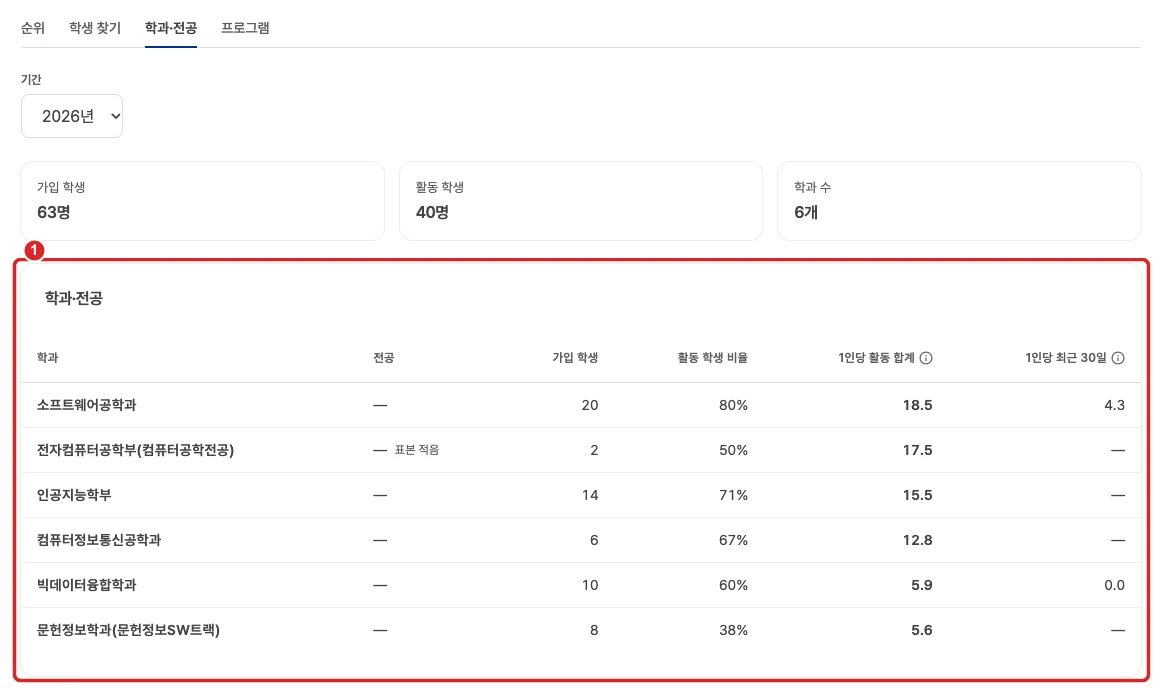 순위 학생 찾기 학과·전공 프로그램
기간
2026년
가입 학생 활동 학생 학과 수
63명 40명 6개
1
학과·전공
학과 전공 가입 학생 활동 학생 비율 1인당 활동 합계 1인당 최근 30일
소프트웨어공학과 — 20 80% 18.5 4.3
전자컴퓨터공학부(컴퓨터공학전공) — 표본 적음 2 50% 17.5 —
인공지능학부 — 14 71% 15.5 —
컴퓨터정보통신공학과 — 6 67% 12.8 —
빅데이터융합학과 — 10 60% 5.9 0.0
문헌정보학과(문헌정보SW트랙) — 8 38% 5.6 —